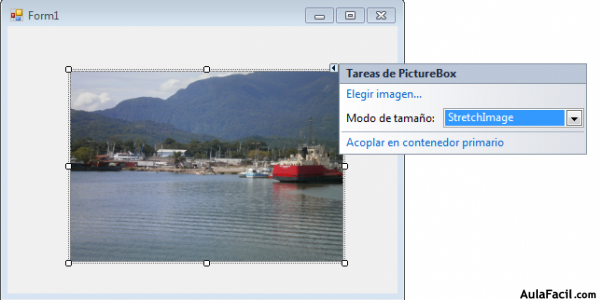 Form1
Tareas de PictureBox
Elegir imagen...
Modo de tamaño: StretchImage
Acoplar en contenedor primario
AulaFacil.com